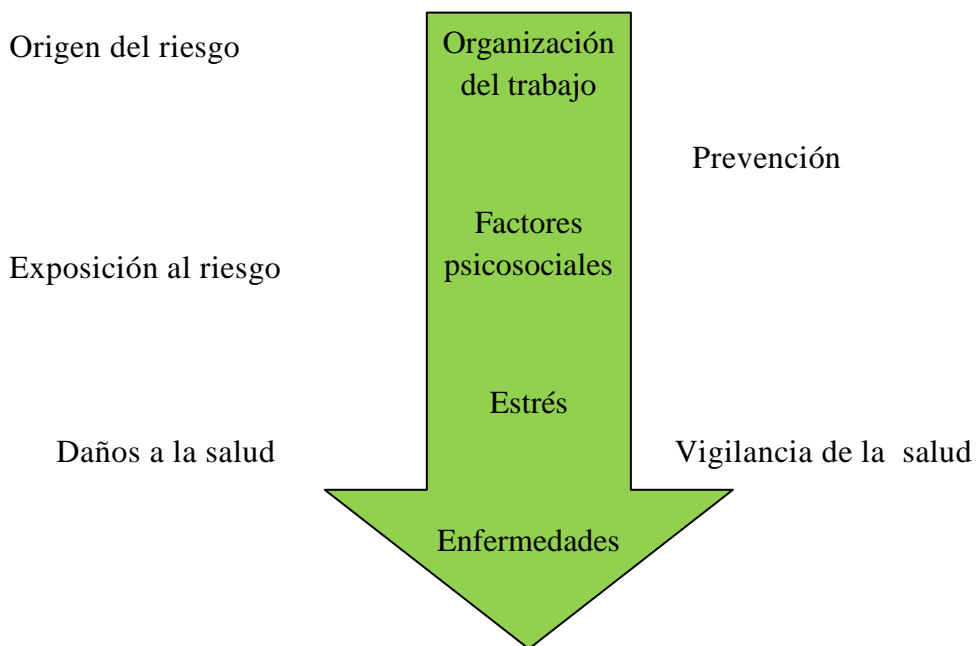 Origen del riesgo
Organización
del trabajo
Prevención
Factores
psicosociales
Exposición al riesgo
Estrés
Daños a la salud
Vigilancia de la salud
Enfermedades